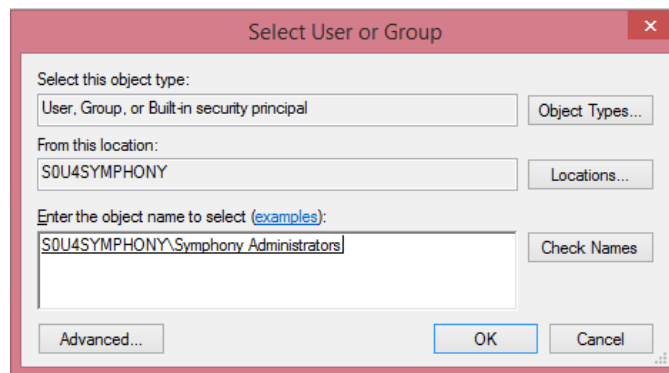 Select User or Group
Select this object type:
User, Group, or Built-in security principal
Object Types...
From this location:
S0U4SYMPHONY
Locations...
Enter the object name to select (examples):
S0U4SYMPHONY\Symphony Administrators
Check Names
Advanced...
OK
Cancel